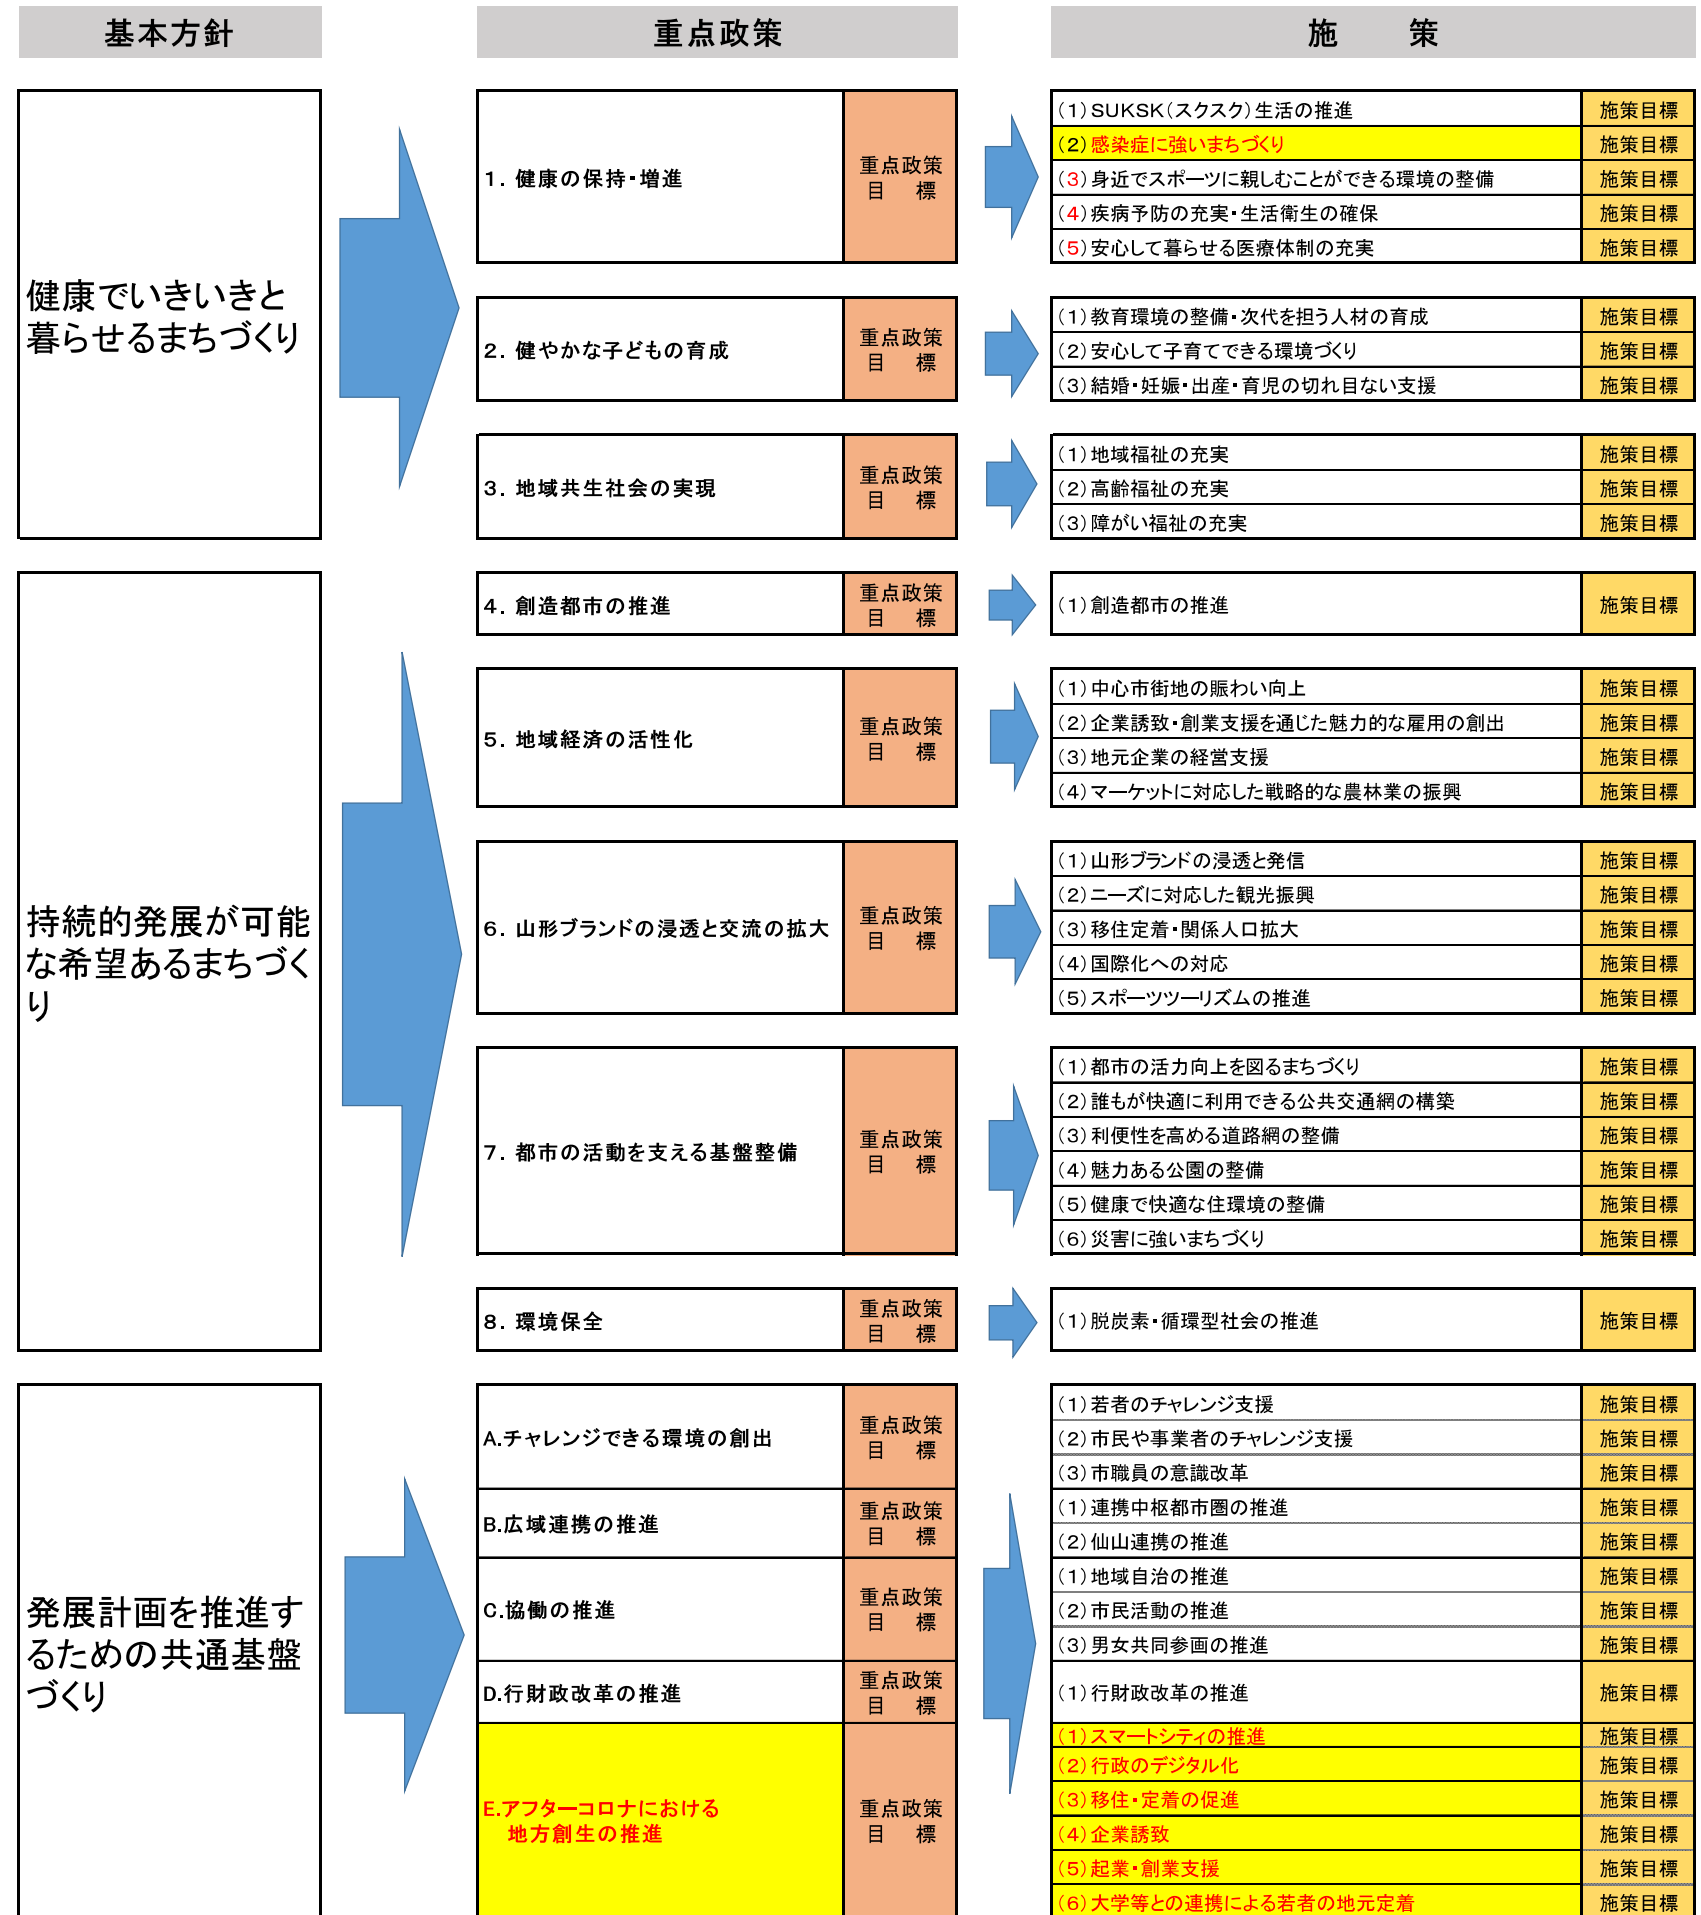 基本方針
重点政策
施　　策
健康でいきいきと
暮らせるまちづくり
1. 健康の保持・増進
重点政策
目　標
(1)SUKSK(スクスク)生活の推進
施策目標
(2)感染症に強いまちづくり
施策目標
(3)身近でスポーツに親しむことができる環境の整備
施策目標
(4)疾病予防の充実・生活衛生の確保
施策目標
(5)安心して暮らせる医療体制の充実
施策目標
2. 健やかな子どもの育成
重点政策
目　標
(1)教育環境の整備・次代を担う人材の育成
施策目標
(2)安心して子育てできる環境づくり
施策目標
(3)結婚・妊娠・出産・育児の切れ目ない支援
施策目標
3. 地域共生社会の実現
重点政策
目　標
(1)地域福祉の充実
施策目標
(2)高齢福祉の充実
施策目標
(3)障がい福祉の充実
施策目標
持続的発展が可能
な希望あるまちづく
り
4. 創造都市の推進
重点政策
目　標
(1)創造都市の推進
施策目標
5. 地域経済の活性化
重点政策
目　標
(1)中心市街地の賑わい向上
施策目標
(2)企業誘致・創業支援を通じた魅力的な雇用の創出
施策目標
(3)地元企業の経営支援
施策目標
(4)マーケットに対応した戦略的な農林業の振興
施策目標
6. 山形ブランドの浸透と交流の拡大
重点政策
目　標
(1)山形ブランドの浸透と発信
施策目標
(2)ニーズに対応した観光振興
施策目標
(3)移住定着・関係人口拡大
施策目標
(4)国際化への対応
施策目標
(5)スポーツツーリズムの推進
施策目標
7. 都市の活動を支える基盤整備
重点政策
目　標
(1)都市の活力向上を図るまちづくり
施策目標
(2)誰もが快適に利用できる公共交通網の構築
施策目標
(3)利便性を高める道路網の整備
施策目標
(4)魅力ある公園の整備
施策目標
(5)健康で快適な住環境の整備
施策目標
(6)災害に強いまちづくり
施策目標
8. 環境保全
重点政策
目　標
(1)脱炭素・循環型社会の推進
施策目標
発展計画を推進す
るための共通基盤
づくり
A.チャレンジできる環境の創出
重点政策
目　標
(1)若者のチャレンジ支援
施策目標
(2)市民や事業者のチャレンジ支援
施策目標
(3)市職員の意識改革
施策目標
B.広域連携の推進
重点政策
目　標
(1)連携中枢都市圏の推進
施策目標
(2)仙山連携の推進
施策目標
C.協働の推進
重点政策
目　標
(1)地域自治の推進
施策目標
(2)市民活動の推進
施策目標
(3)男女共同参画の推進
施策目標
D.行財政改革の推進
重点政策
目　標
(1)行財政改革の推進
施策目標
E.アフターコロナにおける
地方創生の推進
重点政策
目　標
(1)スマートシティの推進
施策目標
(2)行政のデジタル化
施策目標
(3)移住・定着の促進
施策目標
(4)企業誘致
施策目標
(5)起業・創業支援
施策目標
(6)大学等との連携による若者の地元定着
施策目標